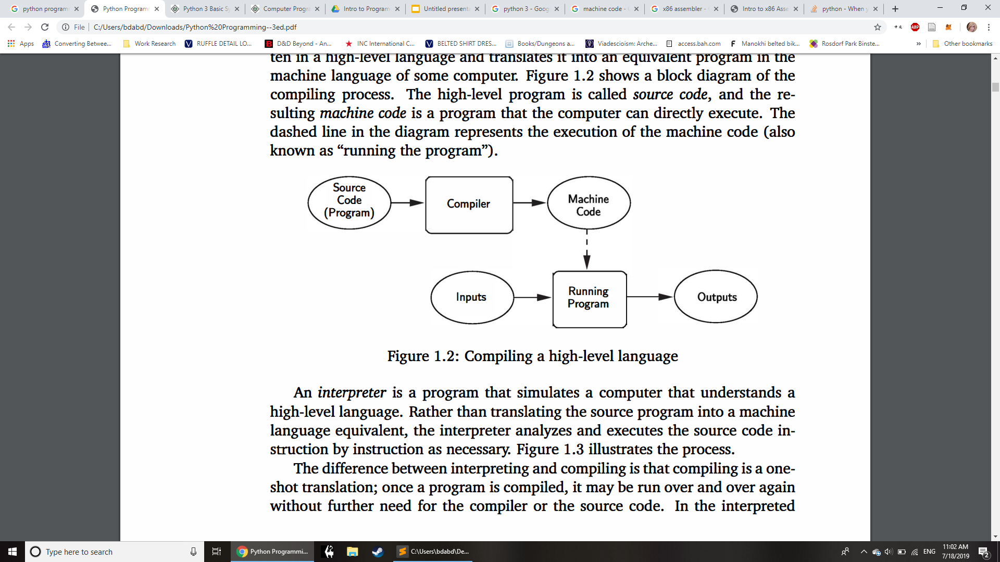 python programm
Python Programm
Python 3 Basic Sy
Computer Progra
Intro to Program
Untitled presenta
python 3 - Goog
machine code - G
x86 assembler -
Intro to x86 Asse
python - When y
File
C:/Users/bdabd/Downloads/Python%20Programming--3ed.pdf
ABP
Apps
Converting Betwee...
Work Research
RUFFLE DETAIL LO...
D&D Beyond - An...
INC International C...
BELTED SHIRT DRES...
Books/Dungeons a...
Viadescioism: Arche...
access.bah.com
Manokhi belted bik...
Rosdorf Park Binste...
»
Other bookmarks
ten in a high-level language and translates it into an equivalent program in the
machine language of some computer. Figure 1.2 shows a block diagram of the
compiling process. The high-level program is called source code, and the re-
sulting machine code is a program that the computer can directly execute. The
dashed line in the diagram represents the execution of the machine code (also
known as “running the program”).
Source
Code
(Program)
Compiler
Machine
Code
Inputs
Running
Program
Outputs
Figure 1.2: Compiling a high-level language
An interpreter is a program that simulates a computer that understands a
high-level language. Rather than translating the source program into a machine
language equivalent, the interpreter analyzes and executes the source code in-
struction by instruction as necessary. Figure 1.3 illustrates the process.
The difference between interpreting and compiling is that compiling is a one-
shot translation; once a program is compiled, it may be run over and over again
without further need for the compiler or the source code. In the interpreted
Type here to search
Python Programmi...
C:\Users\bdabd\De...
ENG
11:02 AM
7/18/2019
2